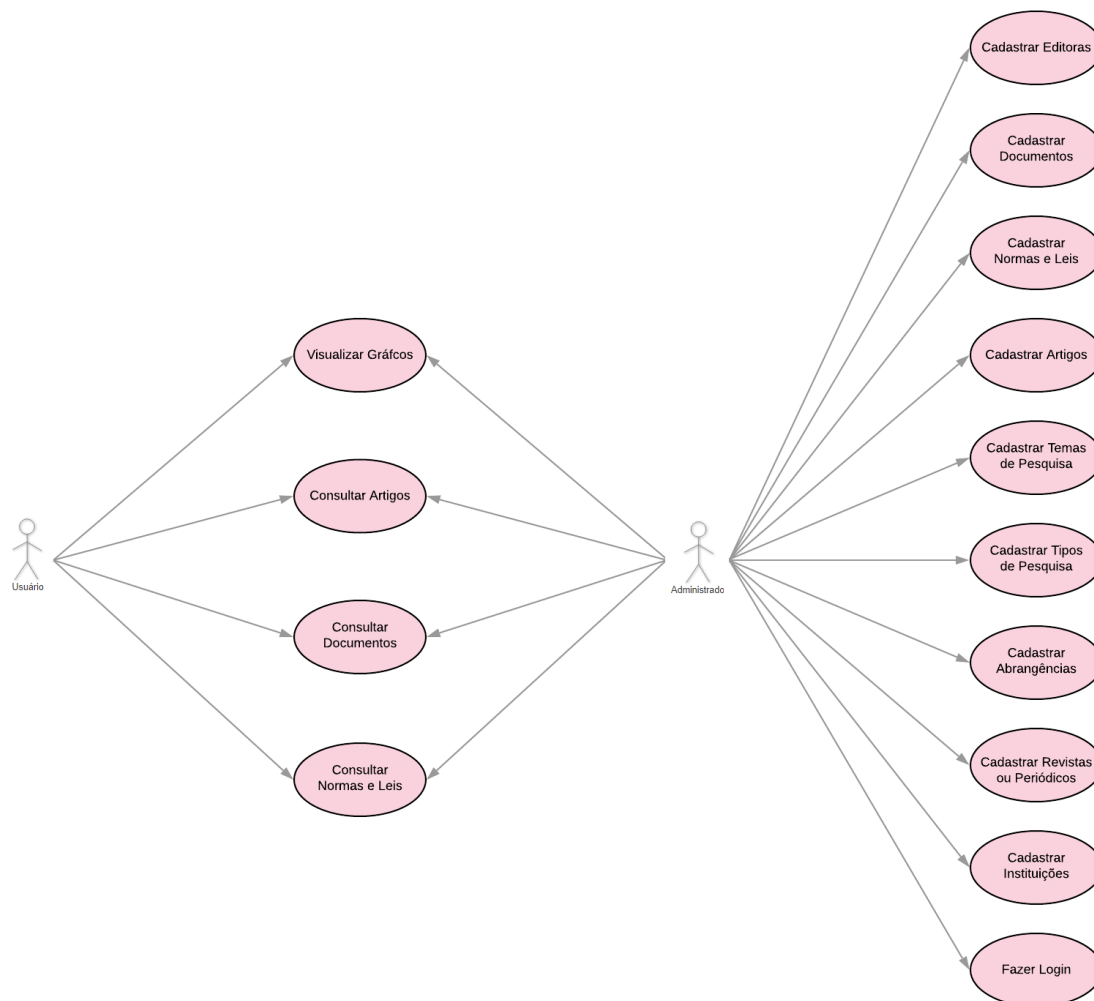 Cadastrar Editoras
Cadastrar
Documentos
Cadastrar
Normas e Leis
Visualizar Gráfcos
Cadastrar Artigos
Cadastrar Temas
de Pesquisa
Consultar Artigos
Usuário
Administrado
Cadastrar Tipos
de Pesquisa
Consultar
Documentos
Cadastrar
Abrangências
Consultar
Normas e Leis
Cadastrar Revistas
ou Periódicos
Cadastrar
Instituições
Fazer Login